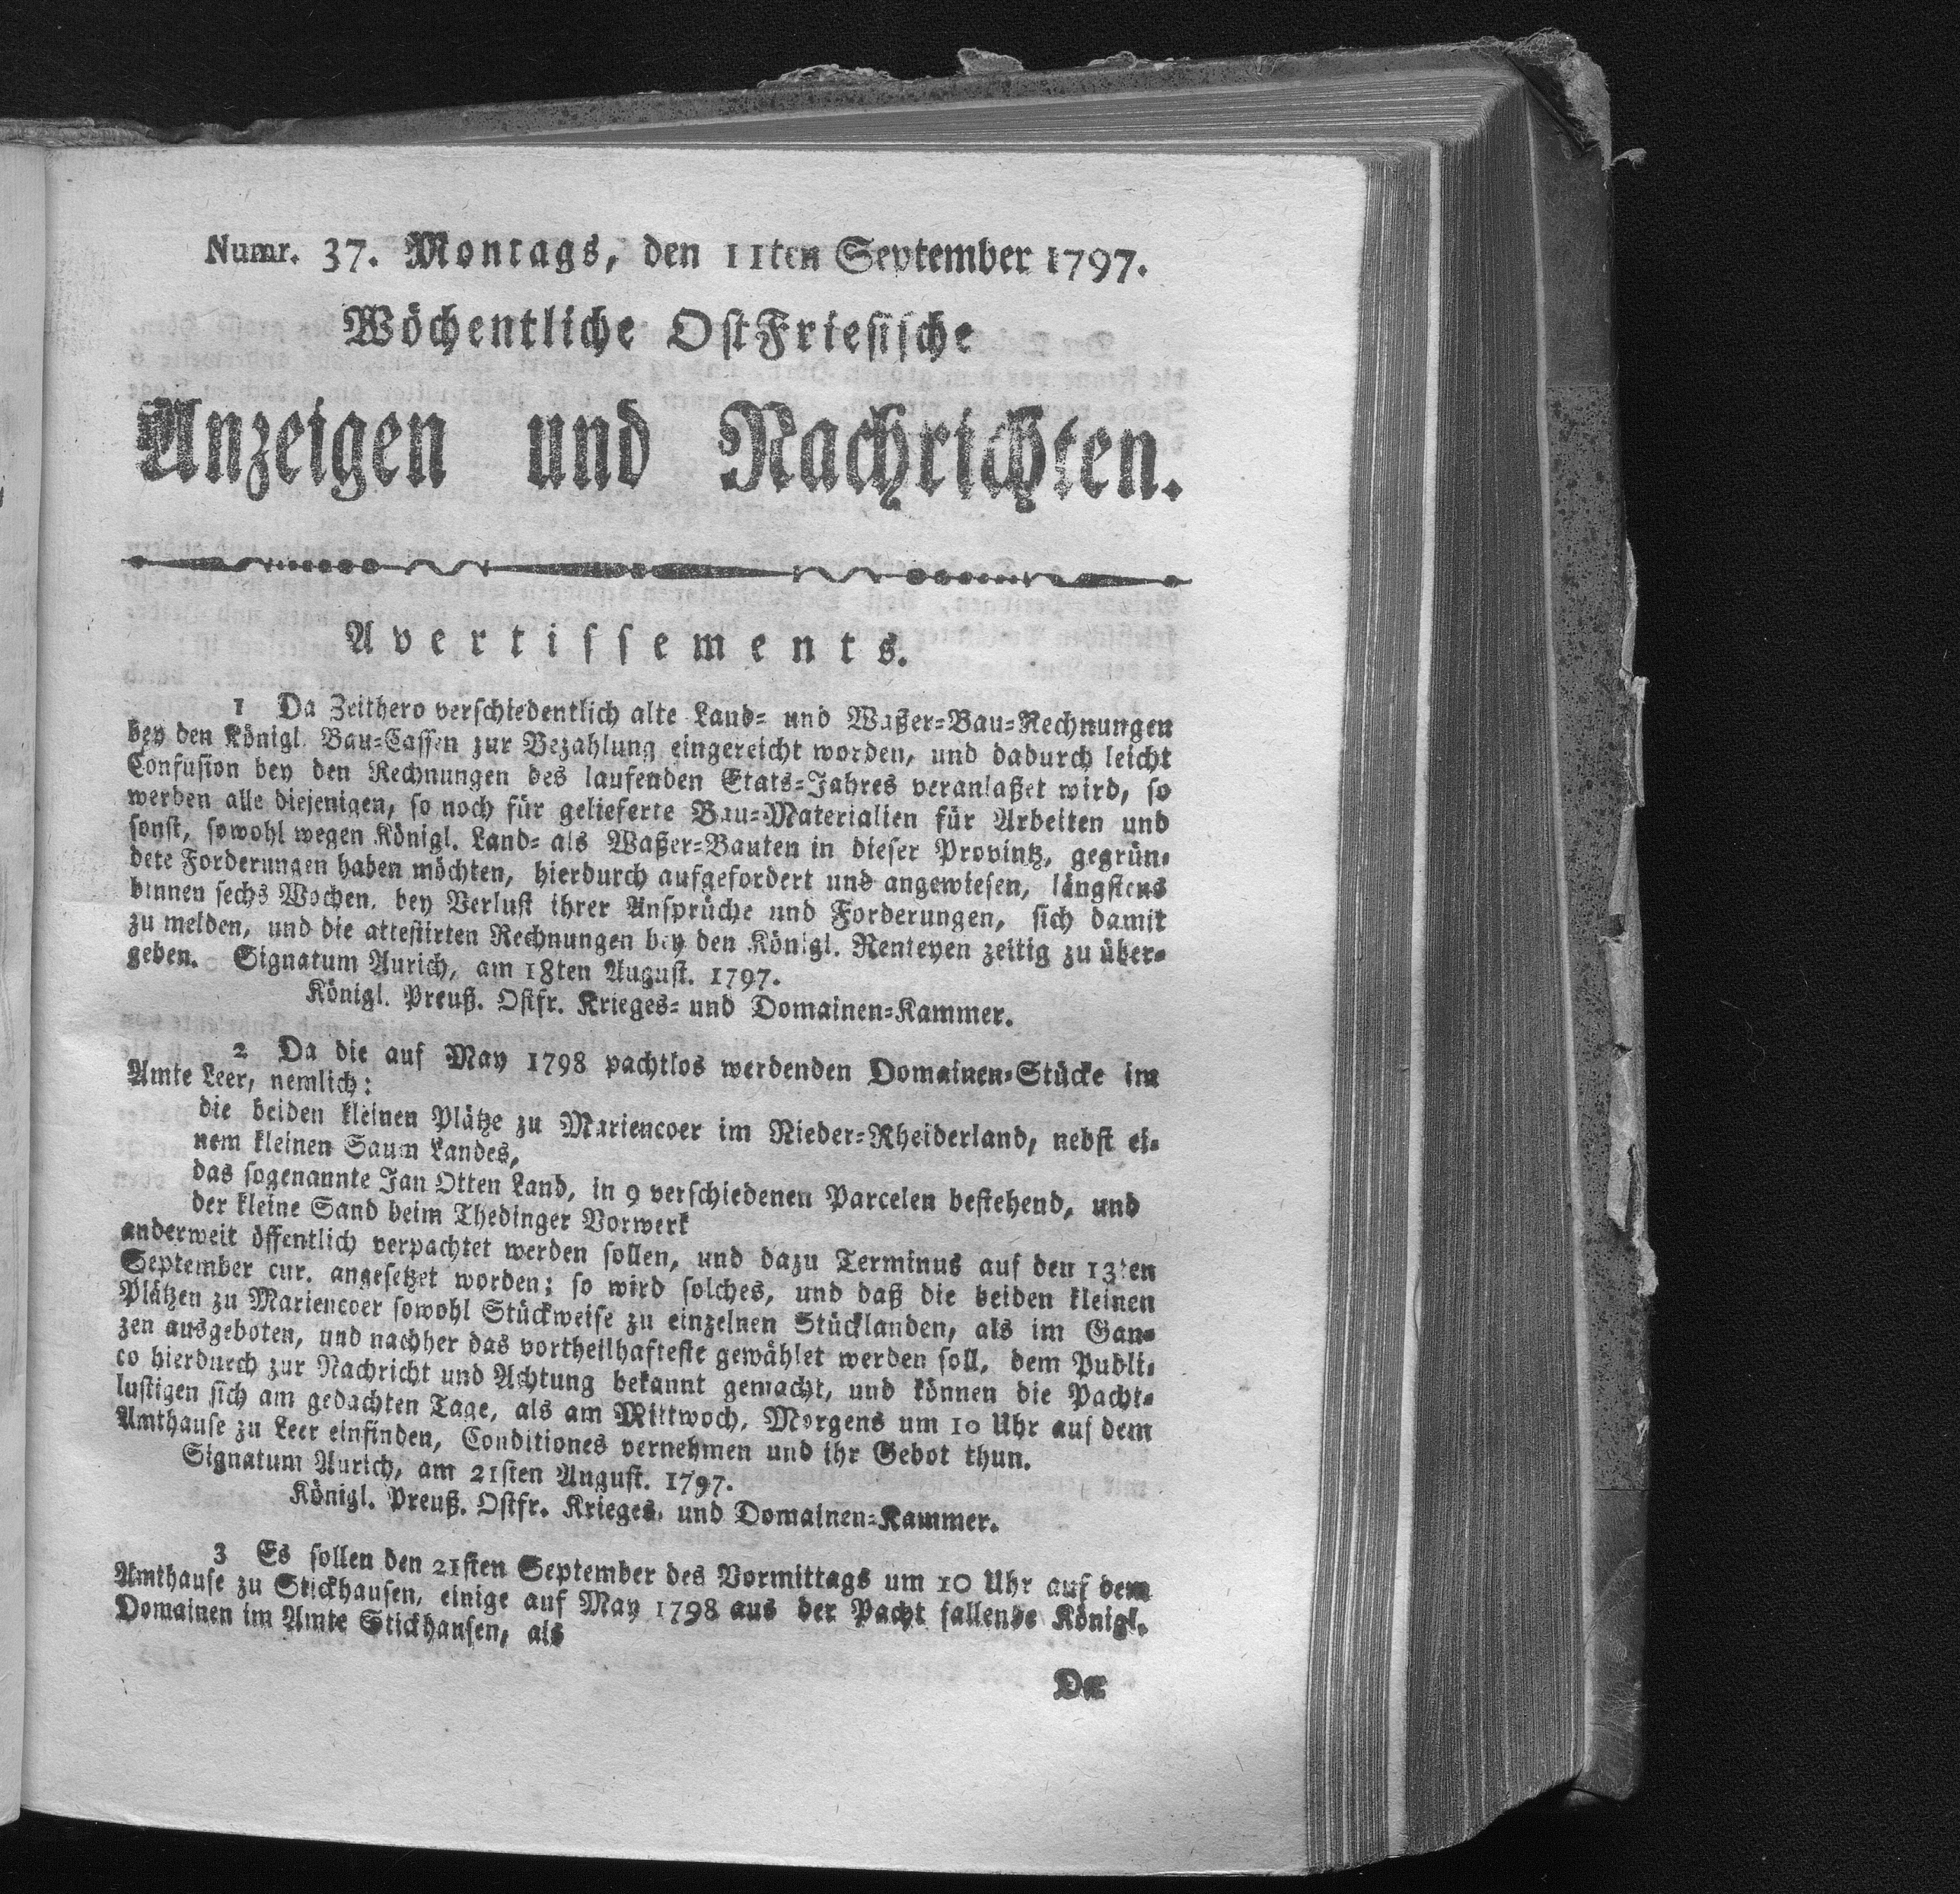 Numr. 37. Montags, den 11ten September 1797.
Wöchentliche OstFriesische
Anzeigen und Nachrichten.
Avertissements.
1 Da Zeithero verschiedentlich alte Land- und Waßer-Bau-Rechnungen
bey den Königl. Bau-Cassen zur Bezahlung eingereicht worden, und dadurch leicht
Confusion bey den Rechnungen des laufenden Etats-Jahres veranlaßet wird, so
werden alle diejenigen, so noch für gelieferte Bau-Materialien für Arbeiten und
sonst, sowohl wegen Königl. Land- als Waßer-Bauten in dieser Provintz, gegrün-
dete Forderungen haben möchten, hierdurch aufgefordert und angewiesen, längstens
binnen sechs Wochen, bey Verlust ihrer Ansprüche und Forderungen, sich damit
zu melden, und die attestirten Rechnungen bey den Königl. Renteyen zeitig zu über-
geben. Signatum Aurich, am 18ten August. 1797.
Königl. Preuß. Ostfr. Krieges- und Domainen-Kammer.
2 Da die auf May 1798 pachtlos werdenden Domainen-Stücke im
Amte Leer, nemlich:
die beiden kleinen Plätze zu Mariencoer im Nieder-Rheiderland, nebst ei-
nem kleinen Saum Landes,
das sogenannte Jan Otten Land, in 9 verschiedenen Parcelen bestehend, und
der kleine Sand beim Thedinger Vorwerk
anderweit öffentlich verpachtet werden sollen, und dazu Terminus auf den 13ten
September cur. angesetzet worden; so wird solches, und daß die beiden kleinen
Plätzen zu Mariencoer sowohl Stückweise zu einzelnen Stücklanden, als im Gan-
zen ausgeboten, und nachher das vortheilhafteste gewählet werden soll, dem Publi-
co hierdurch zur Nachricht und Achtung bekannt gemacht, und können die Pacht-
lustigen sich am gedachten Tage, als am Mittwoch, Morgens um 10 Uhr auf dem
Amthause zu Leer einfinden, Conditiones vernehmen und ihr Gebot thun.
Signatum Aurich, am 21sten August. 1797.
Königl. Preuß. Ostfr. Krieges- und Domainen-Kammer.
3 Es sollen den 21sten September des Vormittags um 10 Uhr auf dem
Amthause zu Stickhausen, einige auf May 1798 aus der Pacht fallende Königl.
Domainen im Amte Stickhausen, als